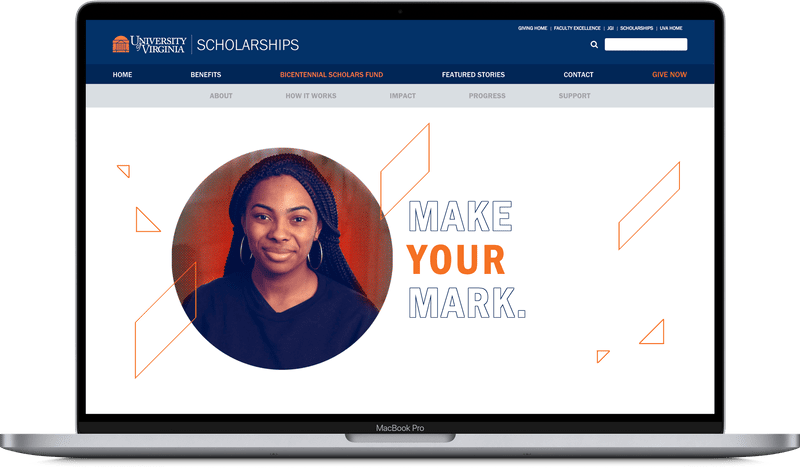 GIVING HOME | FACULTY EXCELLENCE | JGI | SCHOLARSHIPS | UVA HOME
UNIVERSITY of VIRGINIA | SCHOLARSHIPS
HOME BENEFITS BICENTENNIAL SCHOLARS FUND FEATURED STORIES CONTACT GIVE NOW
ABOUT HOW IT WORKS IMPACT PROGRESS SUPPORT
MAKE
YOUR
MARK.
MacBook Pro